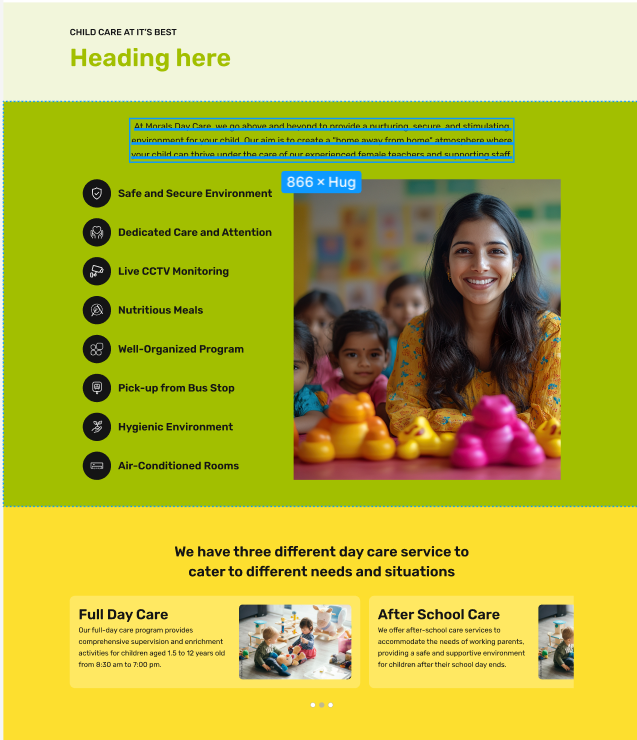 CHILD CARE AT IT'S BEST
Heading here
At Morals Day Care, we go above and beyond to provide a nurturing, secure, and stimulating
environment for your child. Our aim is to create a "home away from home" atmosphere where
your child can thrive under the care of our experienced female teachers and supporting staff.
866 × Hug
Safe and Secure Environment
Dedicated Care and Attention
Live CCTV Monitoring
Nutritious Meals
Well-Organized Program
Pick-up from Bus Stop
Hygienic Environment
Air-Conditioned Rooms
We have three different day care service to
cater to different needs and situations
Full Day Care
Our full-day care program provides
comprehensive supervision and enrichment
activities for children aged 1.5 to 12 years old
from 8:30 am to 7:00 pm.
After School Care
We offer after-school care services to
accommodate the needs of working parents,
providing a safe and supportive environment
for children after their school day ends.